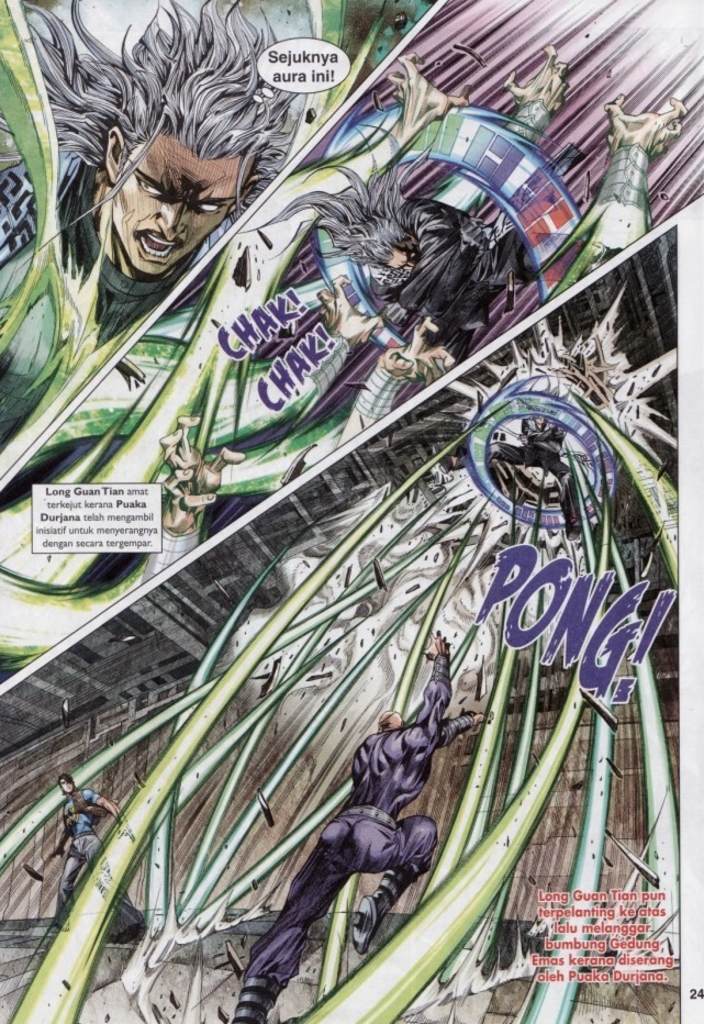 Sejuknya
aura ini!
CHAK!
CHAK!
Long Guan Tian amat
terkejut kerana Puaka
Durjana telah mengambil
inisiatif untuk menyerangnya
dengan secara tergempar.
PONG!
Long Guan Tian pun
terpelanting ke atas
lalu melanggar
bumbung Gedung
Emas kerana diserang
oleh Puaka Durjana.
24